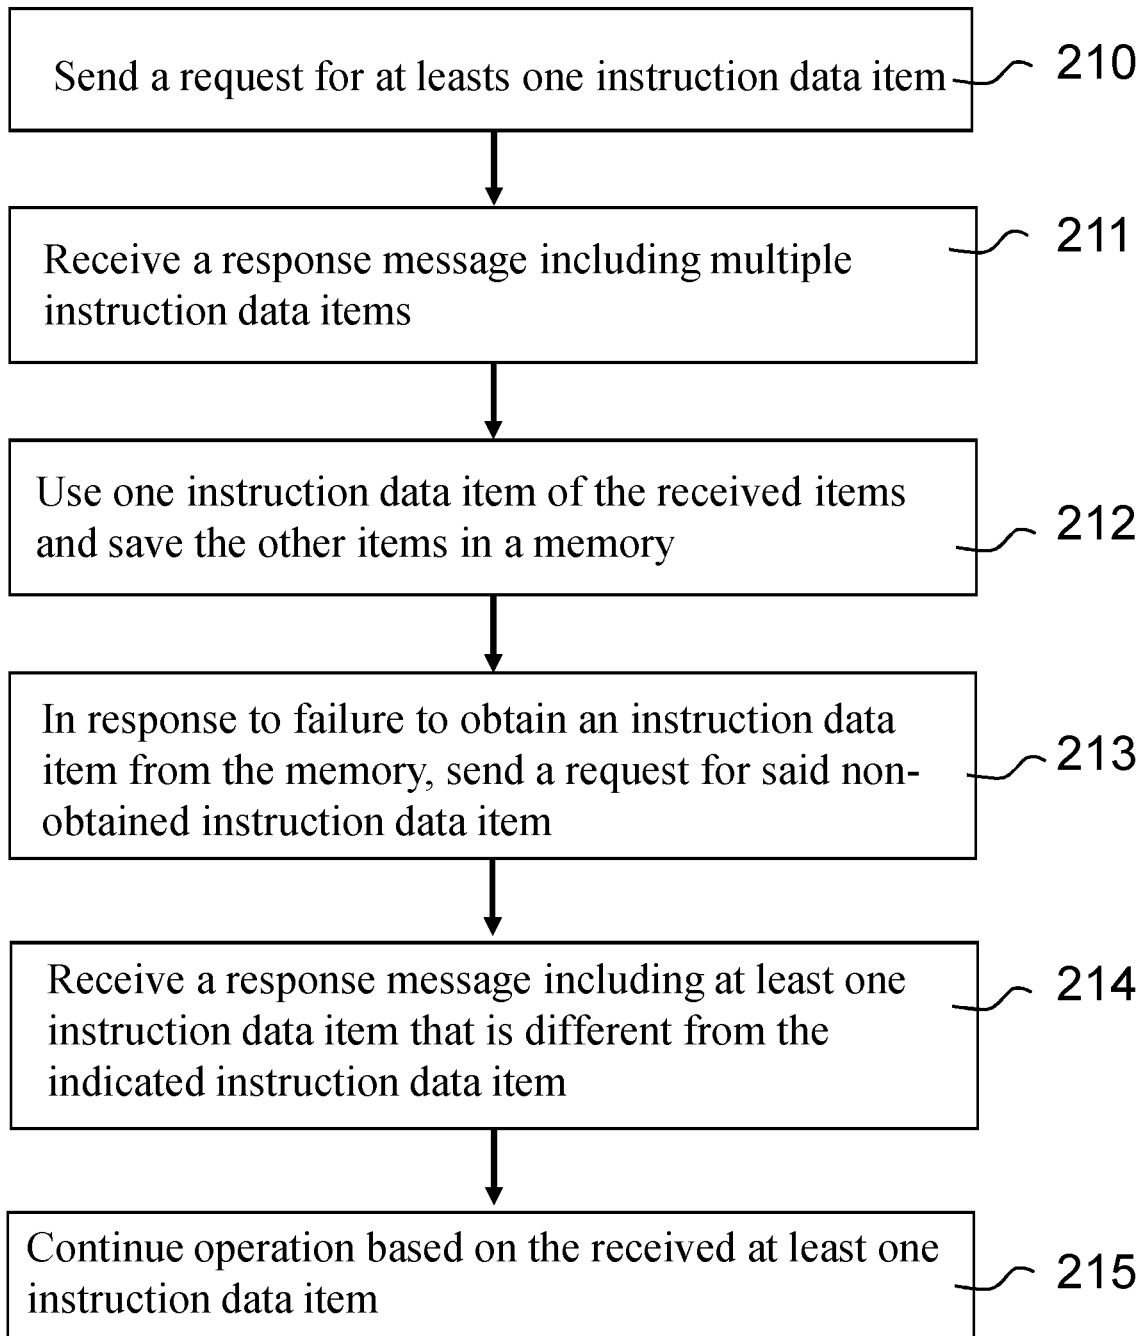 Send a request for at leasts one instruction data item
210
Receive a response message including multiple
instruction data items
211
Use one instruction data item of the received items
and save the other items in a memory
212
In response to failure to obtain an instruction data
item from the memory, send a request for said non-
obtained instruction data item
213
Receive a response message including at least one
instruction data item that is different from the
indicated instruction data item
214
Continue operation based on the received at least one
instruction data item
215